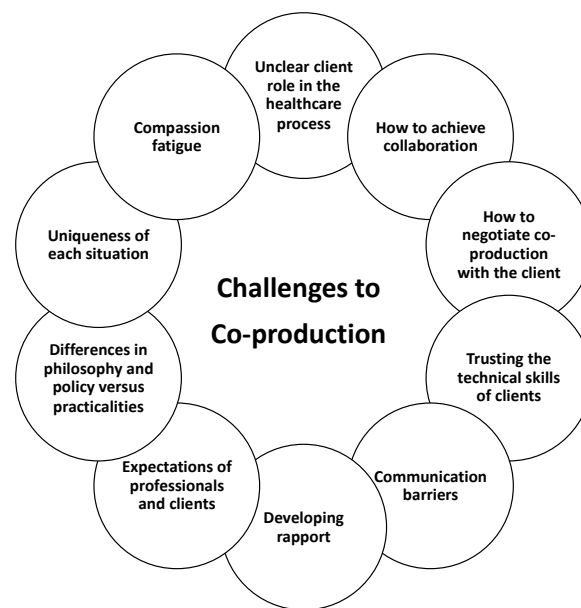 Challenges to
Co-production
Unclear client
role in the
healthcare
process
How to achieve
collaboration
How to
negotiate co-
production
with the client
Trusting the
technical skills
of clients
Communication
barriers
Developing
rapport
Expectations of
professionals
and clients
Differences in
philosophy and
policy versus
practicalities
Uniqueness of
each situation
Compassion
fatigue